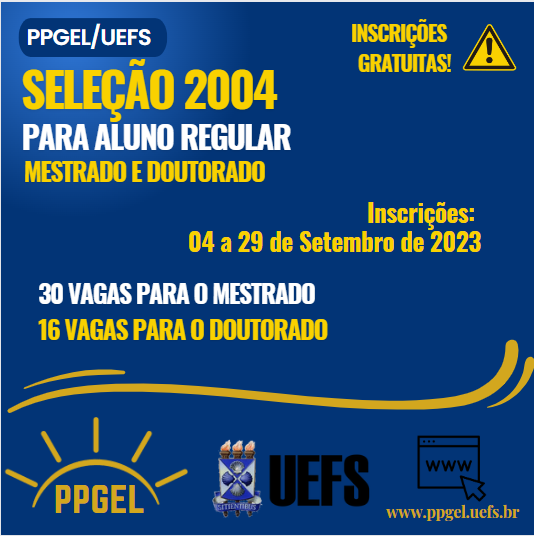 PPGEL/UEFS
INSCRIÇÕES
GRATUITAS!
SELEÇÃO 2004
PARA ALUNO REGULAR
MESTRADO E DOUTORADO
Inscrições:
04 a 29 de Setembro de 2023
30 VAGAS PARA O MESTRADO
16 VAGAS PARA O DOUTORADO
PPGEL
UEFS
WWW
www.ppgel.uefs.br